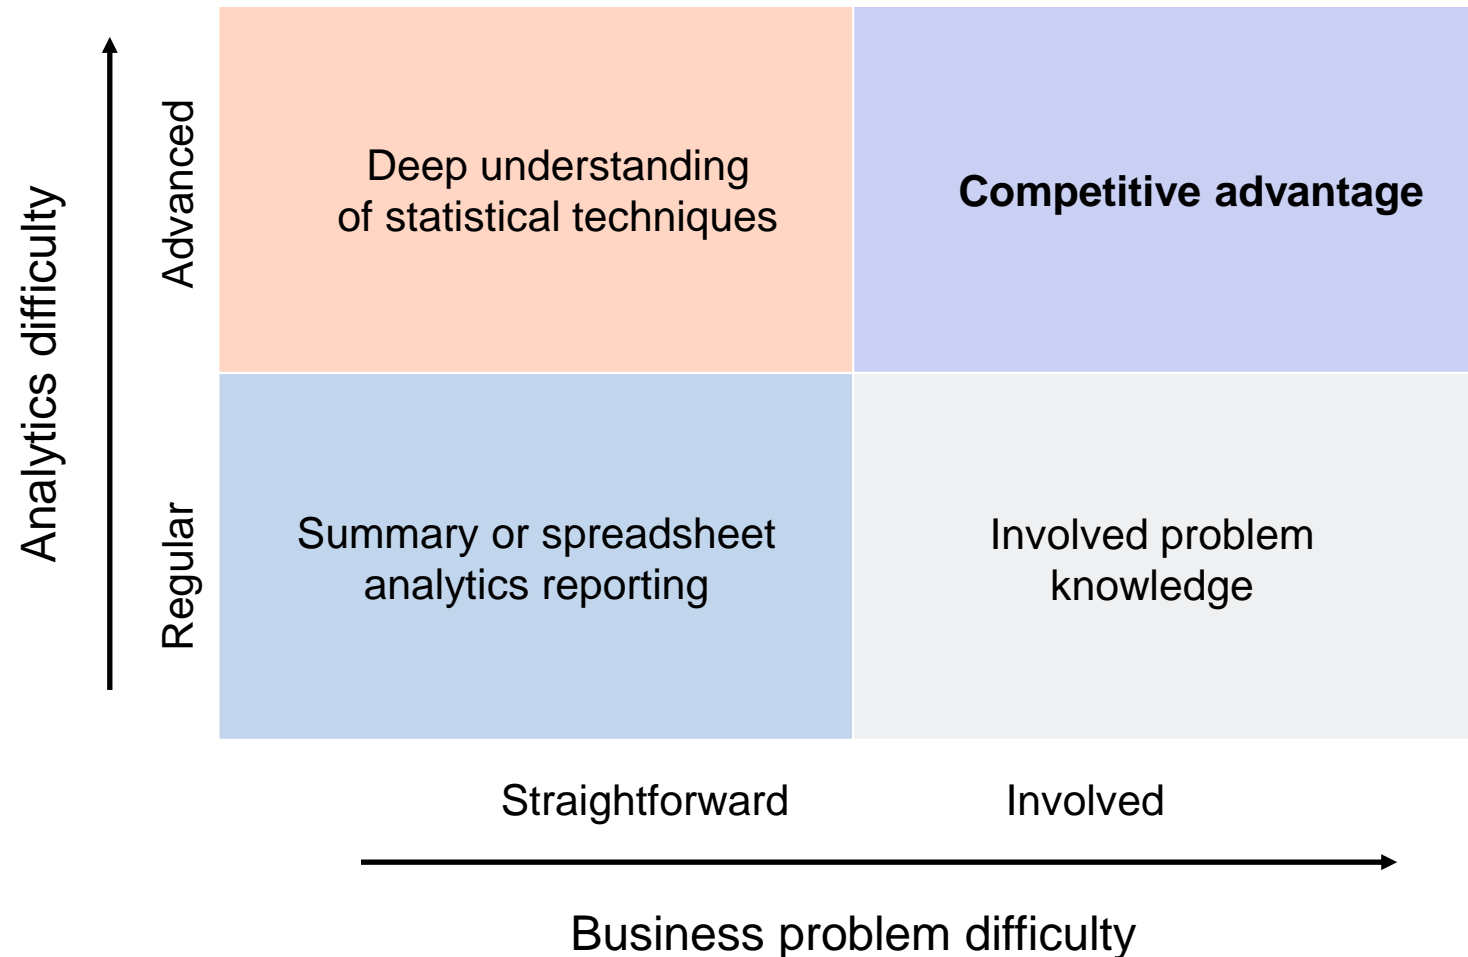 Analytics difficulty
Advanced
Deep understanding
of statistical techniques
Competitive advantage
Regular
Summary or spreadsheet
analytics reporting
Involved problem
knowledge
Straightforward
Involved
Business problem difficulty